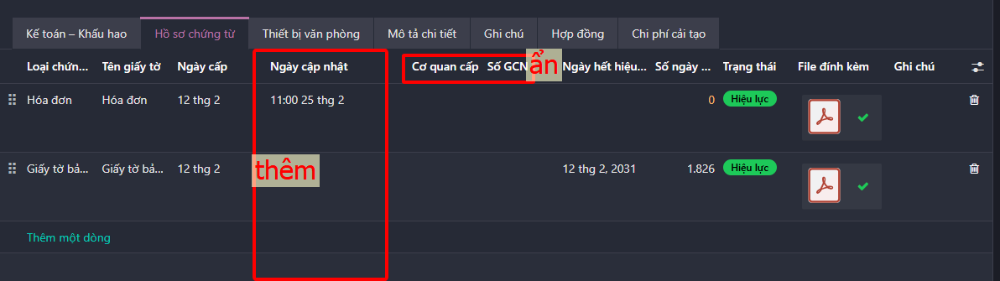 Kế toán – Khấu hao Hồ sơ chứng từ Thiết bị văn phòng Mô tả chi tiết Ghi chú Hợp đồng Chi phí cải tạo
Loại chứn... Tên giấy tờ Ngày cấp Ngày cập nhật Cơ quan cấp Số GCN ẩn Ngày hết hiệu... Số ngày ... Trạng thái File đính kèm Ghi chú
Hóa đơn Hóa đơn 12 thg 2 11:00 25 thg 2 0 Hiệu lực
Giấy tờ bả... Giấy tờ bả... 12 thg 2 thêm 12 thg 2, 2031 1.826 Hiệu lực
Thêm một dòng